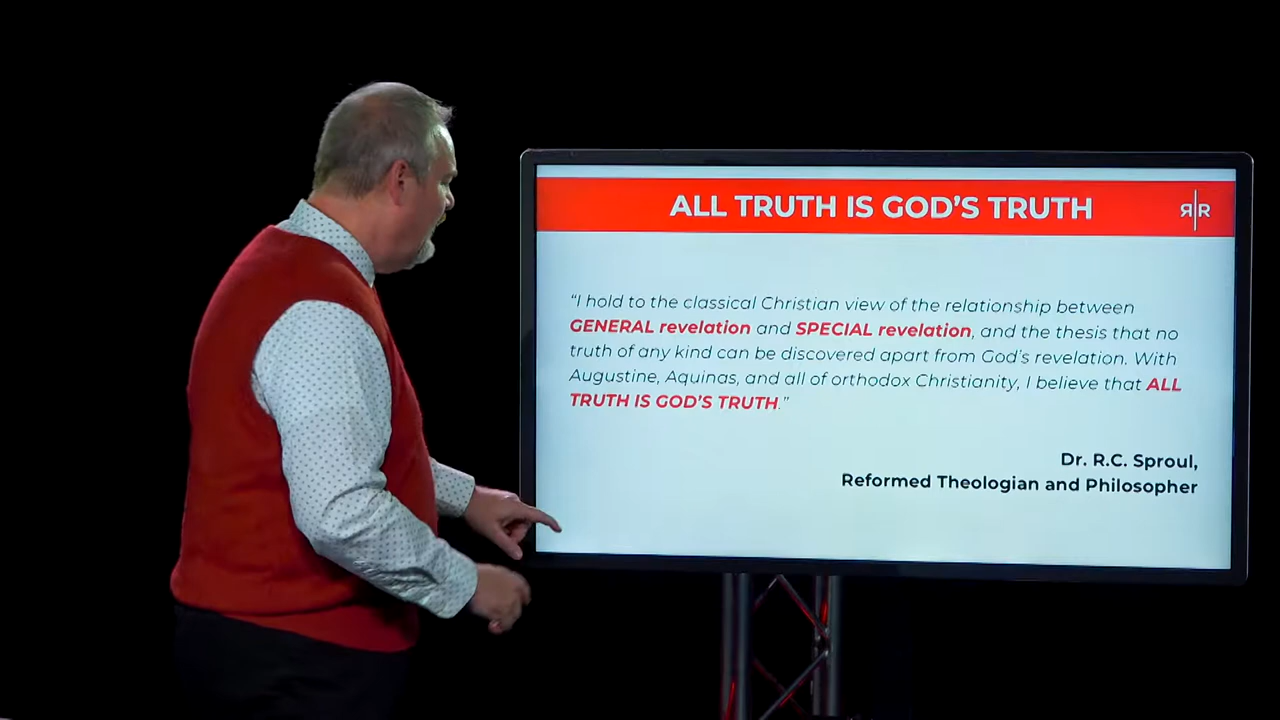 ALL TRUTH IS GOD'S TRUTH
ЯR
“I hold to the classical Christian view of the relationship between
GENERAL revelation and SPECIAL revelation, and the thesis that no
truth of any kind can be discovered apart from God's revelation. With
Augustine, Aquinas, and all of orthodox Christianity, I believe that ALL
TRUTH IS GOD'S TRUTH.”
Dr. R.C. Sproul,
Reformed Theologian and Philosopher